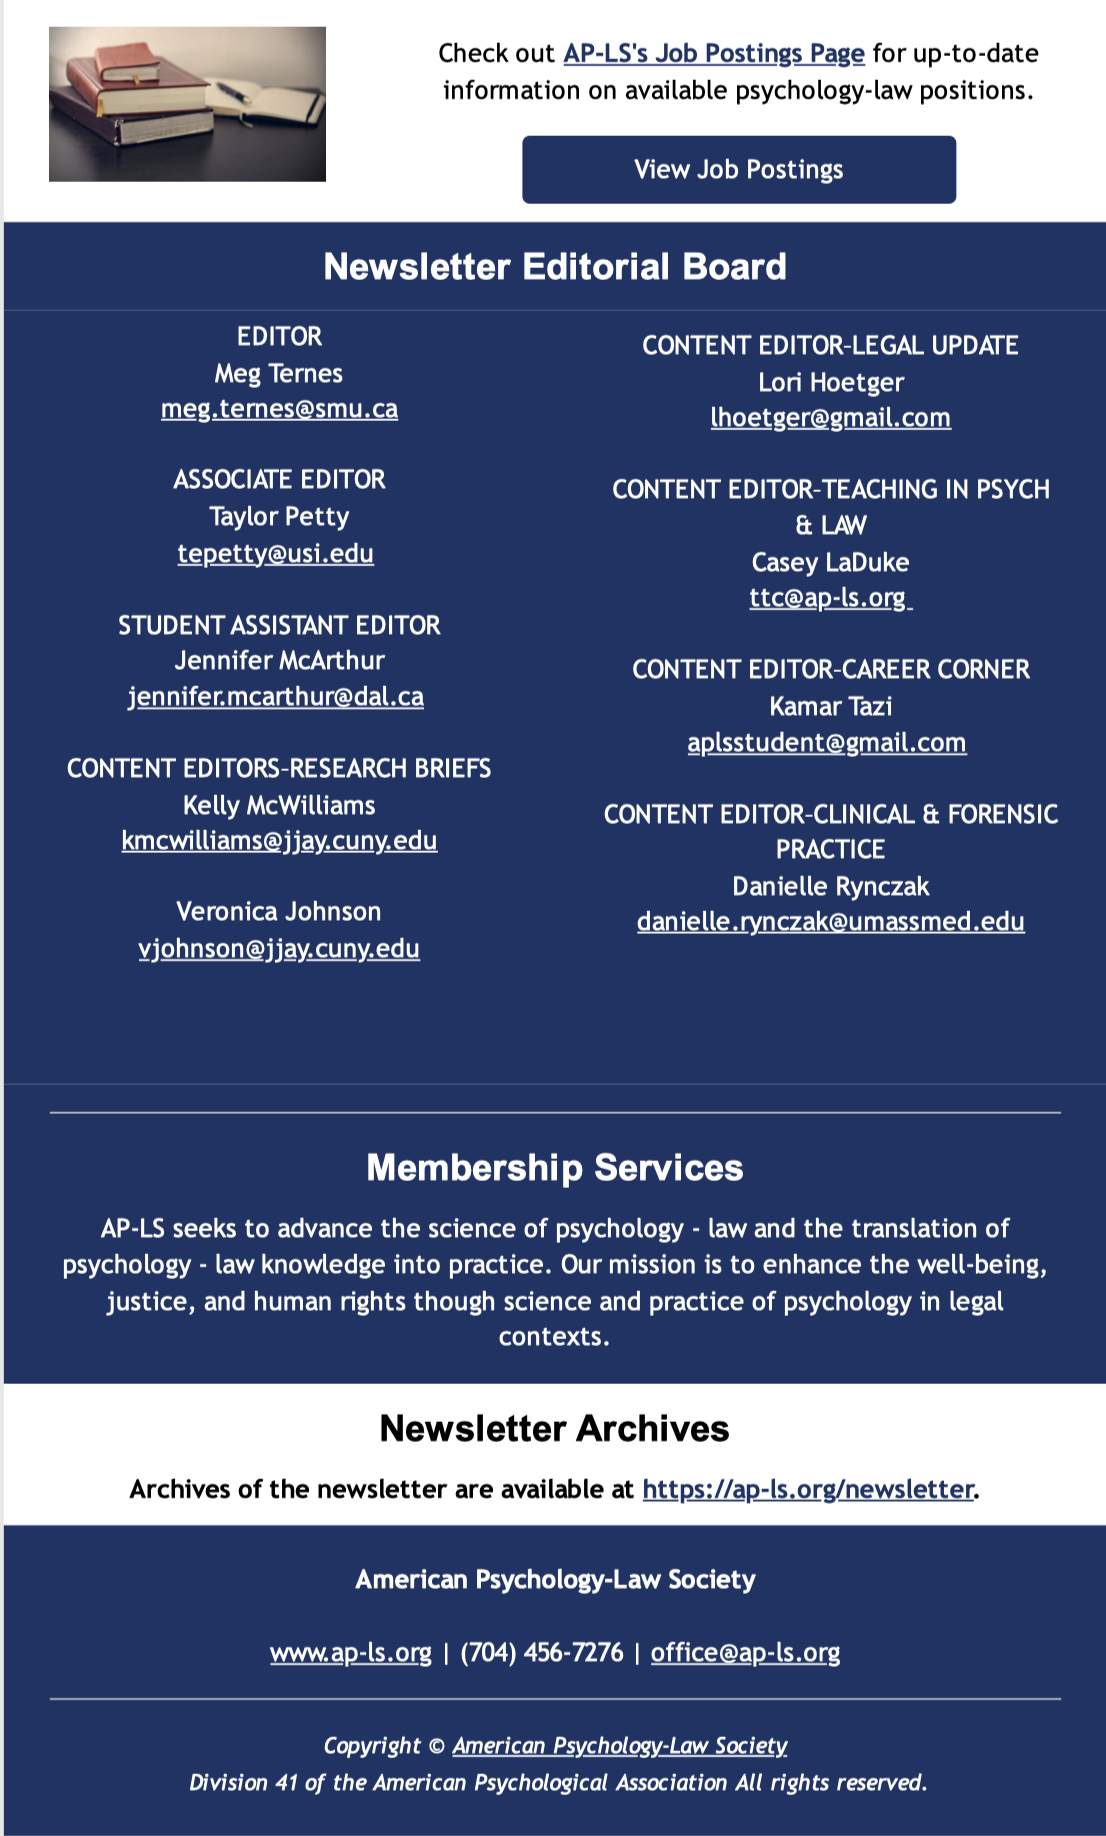 Check out AP-LS's Job Postings Page for up-to-date
information on available psychology-law positions.
View Job Postings
Newsletter Editorial Board
EDITOR
Meg Ternes
meg.ternes@smu.ca
ASSOCIATE EDITOR
Taylor Petty
tepetty@usi.edu
STUDENT ASSISTANT EDITOR
Jennifer McArthur
jennifer.mcarthur@dal.ca
CONTENT EDITORS-RESEARCH BRIEFS
Kelly McWilliams
kmcwilliams@jjay.cuny.edu
Veronica Johnson
vjohnson@jjay.cuny.edu
CONTENT EDITOR-LEGAL UPDATE
Lori Hoetger
lhoetger@gmail.com
CONTENT EDITOR-TEACHING IN PSYCH
& LAW
Casey LaDuke
ttc@ap-ls.org
CONTENT EDITOR-CAREER CORNER
Kamar Tazi
aplsstudent@gmail.com
CONTENT EDITOR-CLINICAL & FORENSIC
PRACTICE
Danielle Rynczak
danielle.rynczak@umassmed.edu
Membership Services
AP-LS seeks to advance the science of psychology - law and the translation of
psychology - law knowledge into practice. Our mission is to enhance the well-being,
justice, and human rights though science and practice of psychology in legal
contexts.
Newsletter Archives
Archives of the newsletter are available at https://ap-ls.org/newsletter.
American Psychology-Law Society
www.ap-ls.org | (704) 456-7276 | office@ap-ls.org
Copyright © American Psychology-Law Society
Division 41 of the American Psychological Association All rights reserved.